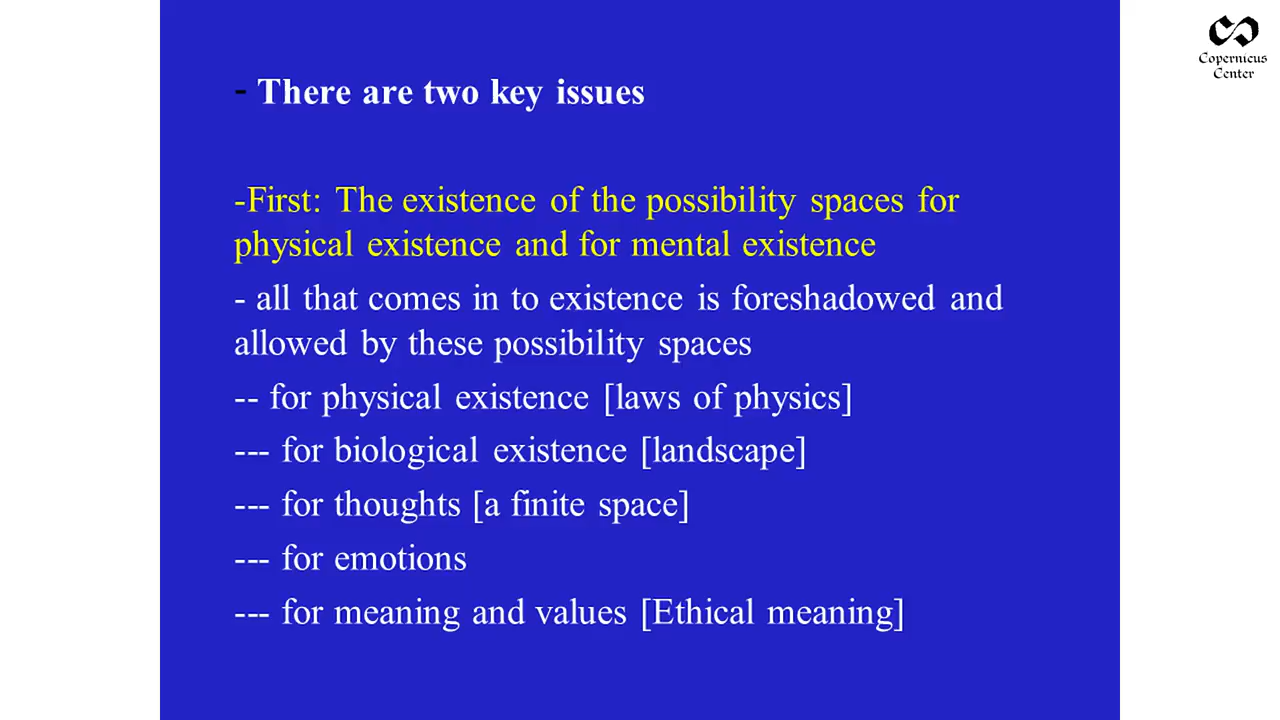 - There are two key issues
-First: The existence of the possibility spaces for
physical existence and for mental existence
- all that comes in to existence is foreshadowed and
allowed by these possibility spaces
-- for physical existence [laws of physics]
--- for biological existence [landscape]
--- for thoughts [a finite space]
--- for emotions
--- for meaning and values [Ethical meaning]
Copernicus
Center